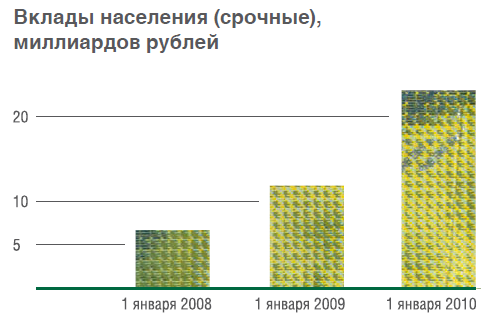 Вклады населения (срочные),
миллиардов рублей
20
10
5
1 января 2008
1 января 2009
1 января 2010